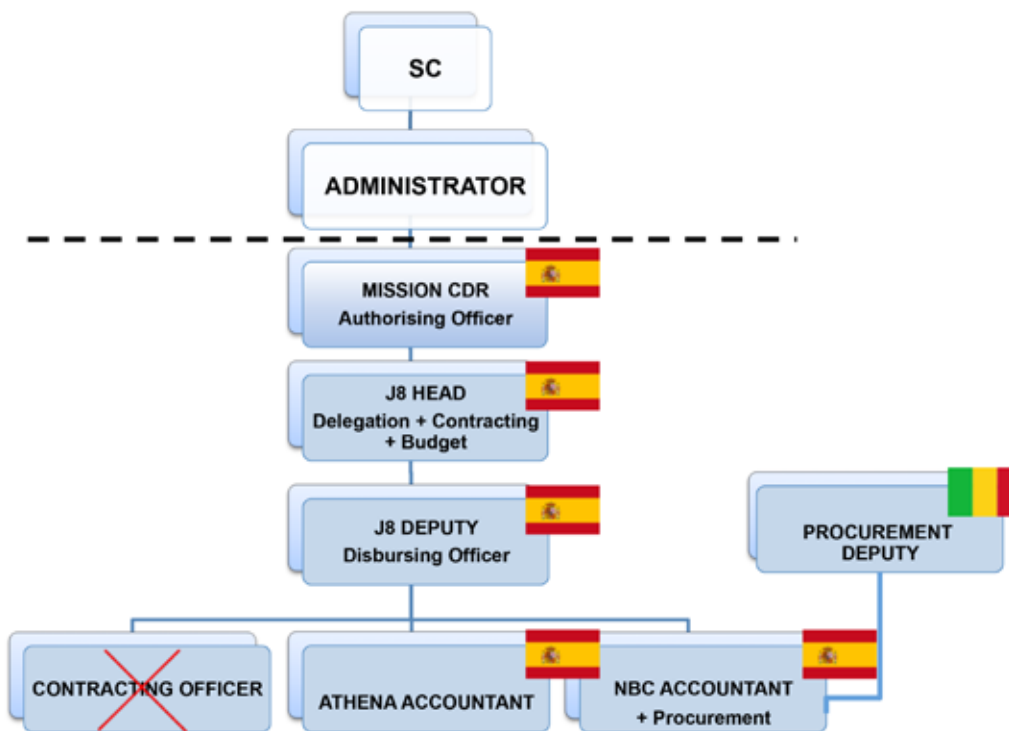 SC
ADMINISTRATOR
MISSION CDR
Authorising Officer
J8 HEAD
Delegation + Contracting
+ Budget
J8 DEPUTY
Disbursing Officer
PROCUREMENT
DEPUTY
CONTRACTING OFFICER
ATHENA ACCOUNTANT
NBC ACCOUNTANT
+ Procurement